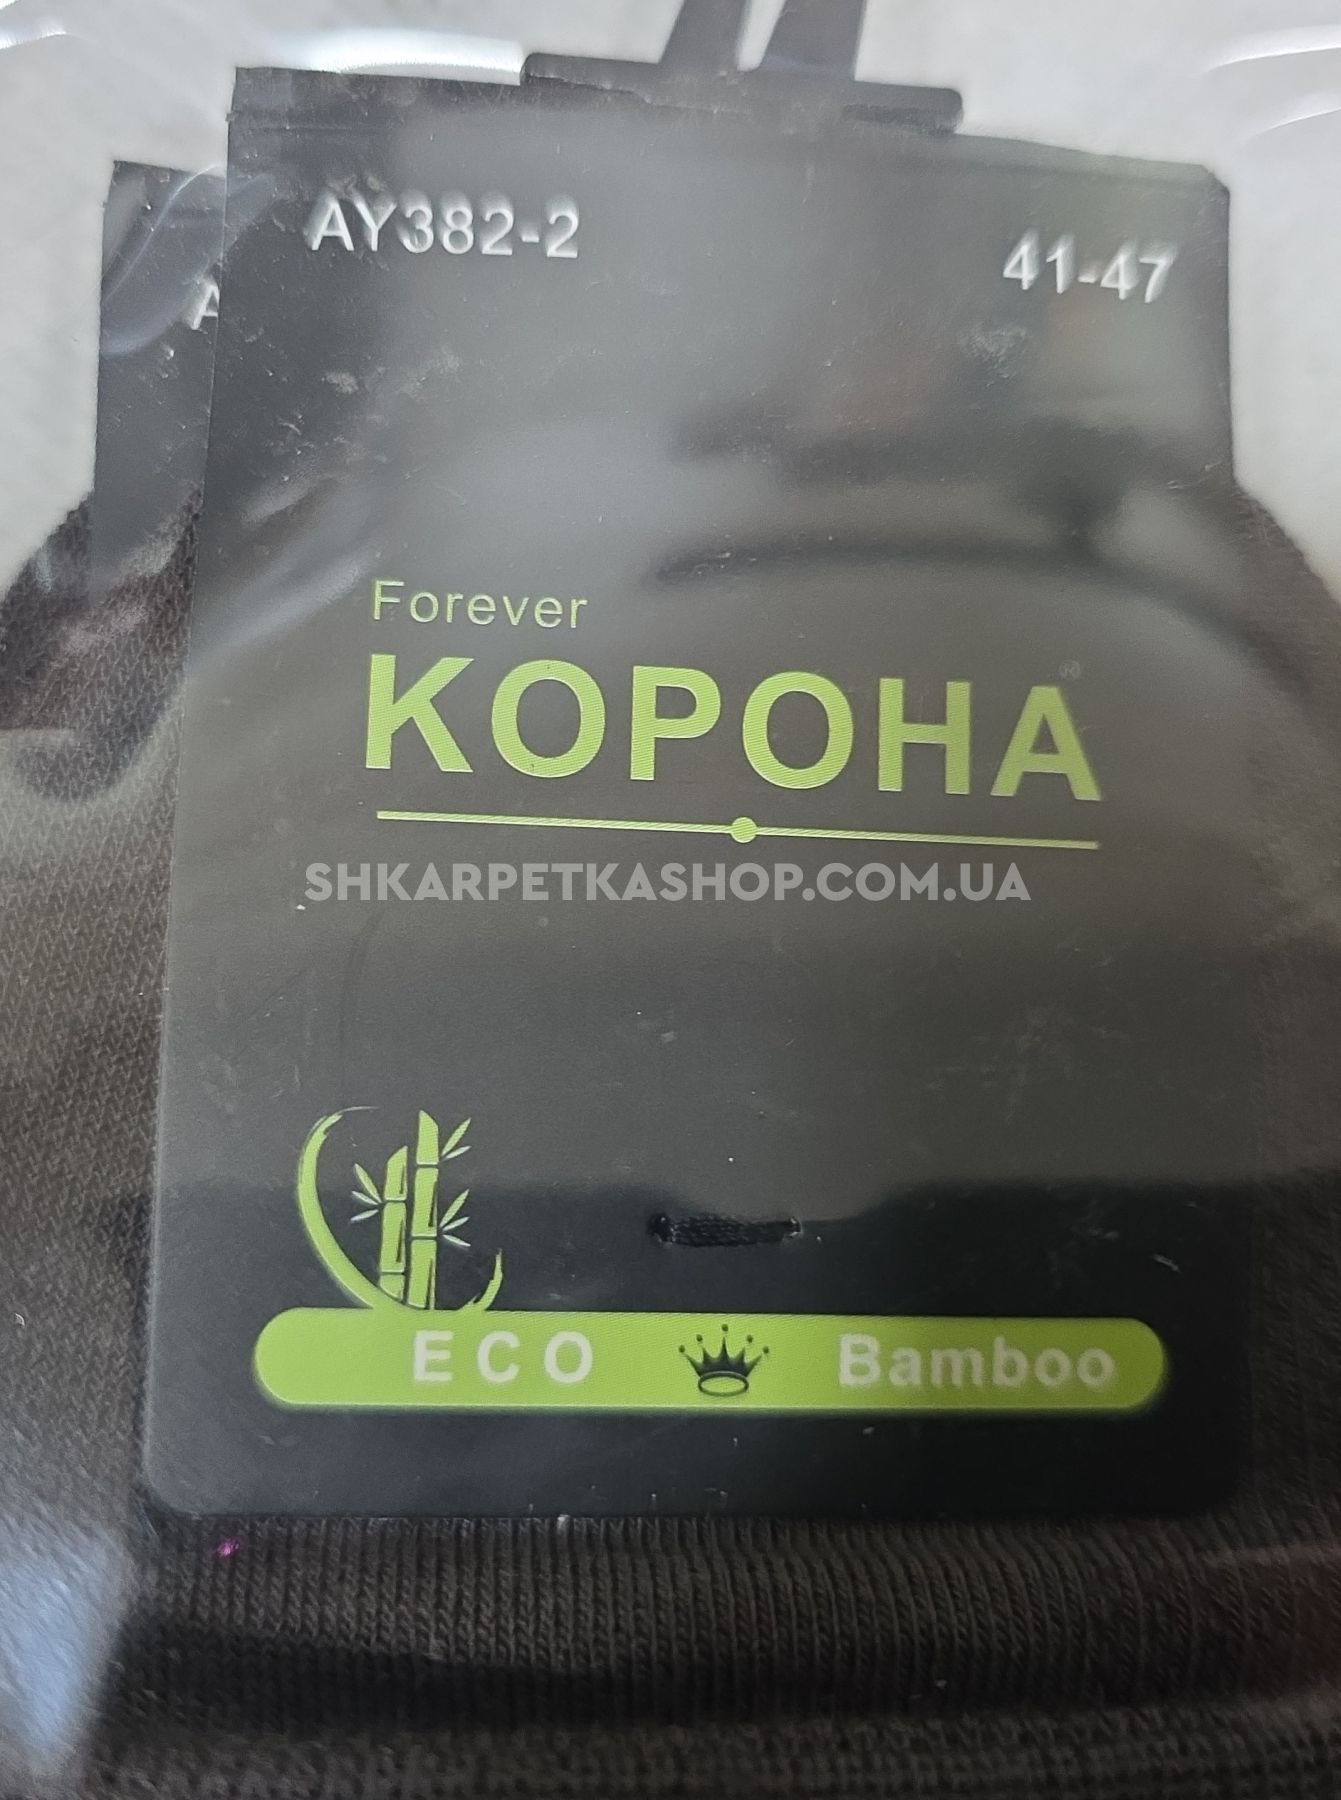 AY382-2
41-47
A
Forever
КОРОНА®
SHKARPETKASHOP.COM.UA
ECO Bamboo